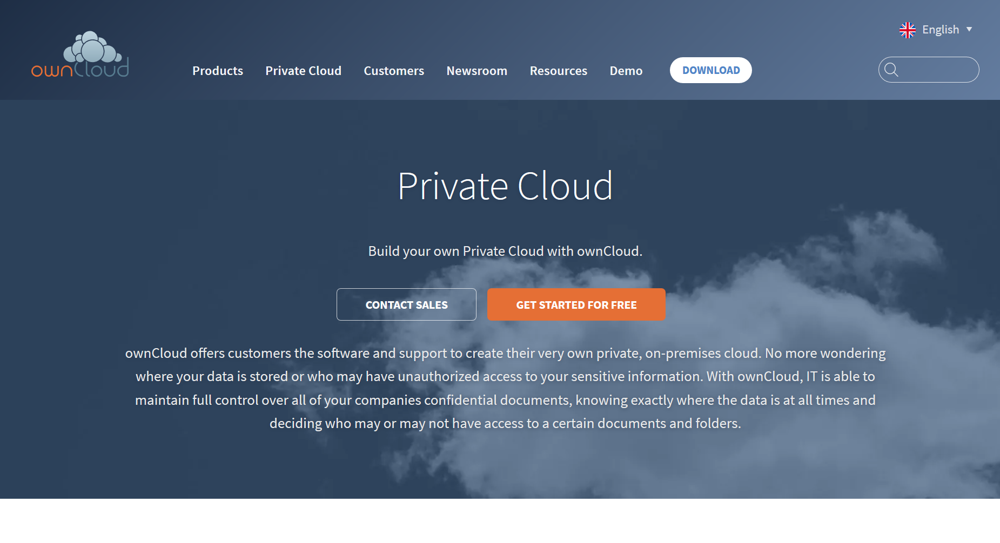 English
ownCloud
Products
Private Cloud
Customers
Newsroom
Resources
Demo
DOWNLOAD
Private Cloud
Build your own Private Cloud with ownCloud.
CONTACT SALES
GET STARTED FOR FREE
ownCloud offers customers the software and support to create their very own private, on-premises cloud. No more wondering
where your data is stored or who may have unauthorized access to your sensitive information. With ownCloud, IT is able to
maintain full control over all of your companies confidential documents, knowing exactly where the data is at all times and
deciding who may or may not have access to a certain documents and folders.